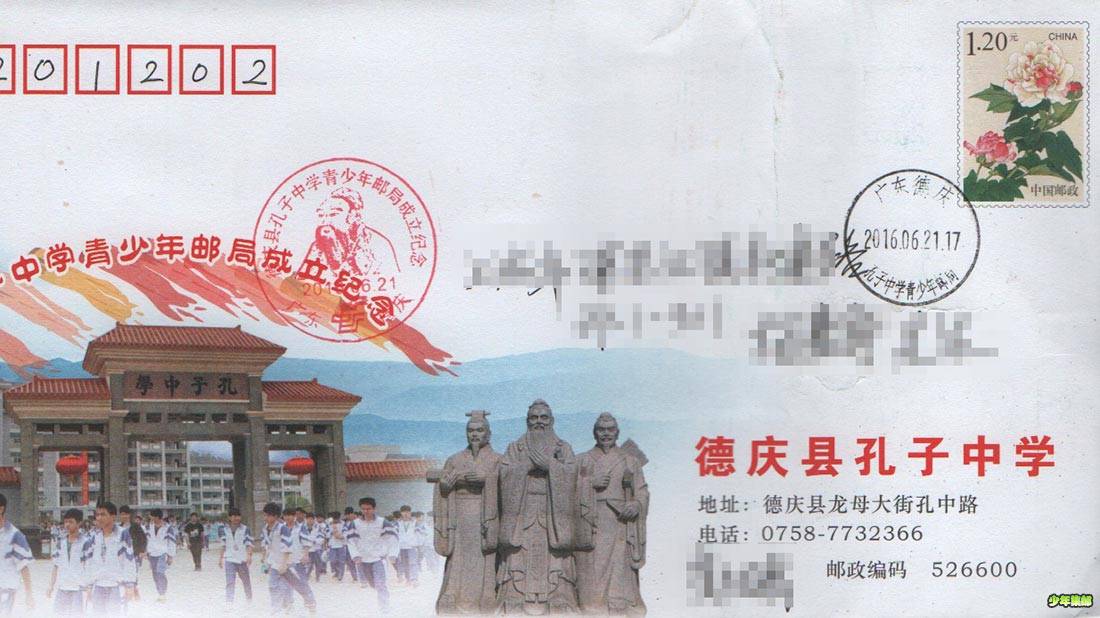 201202
1.20元
CHINA
中国邮政
广东德庆
2016.06.21.17
孔子中学青少年邮局
庆县孔子中学青少年邮局成立纪念
广东 庆
中学青少年邮局成立纪念
孔子中學
德庆县孔子中学
地址：德庆县龙母大街孔中路
电话：0758-7732366
邮政编码 526600
少年集邮